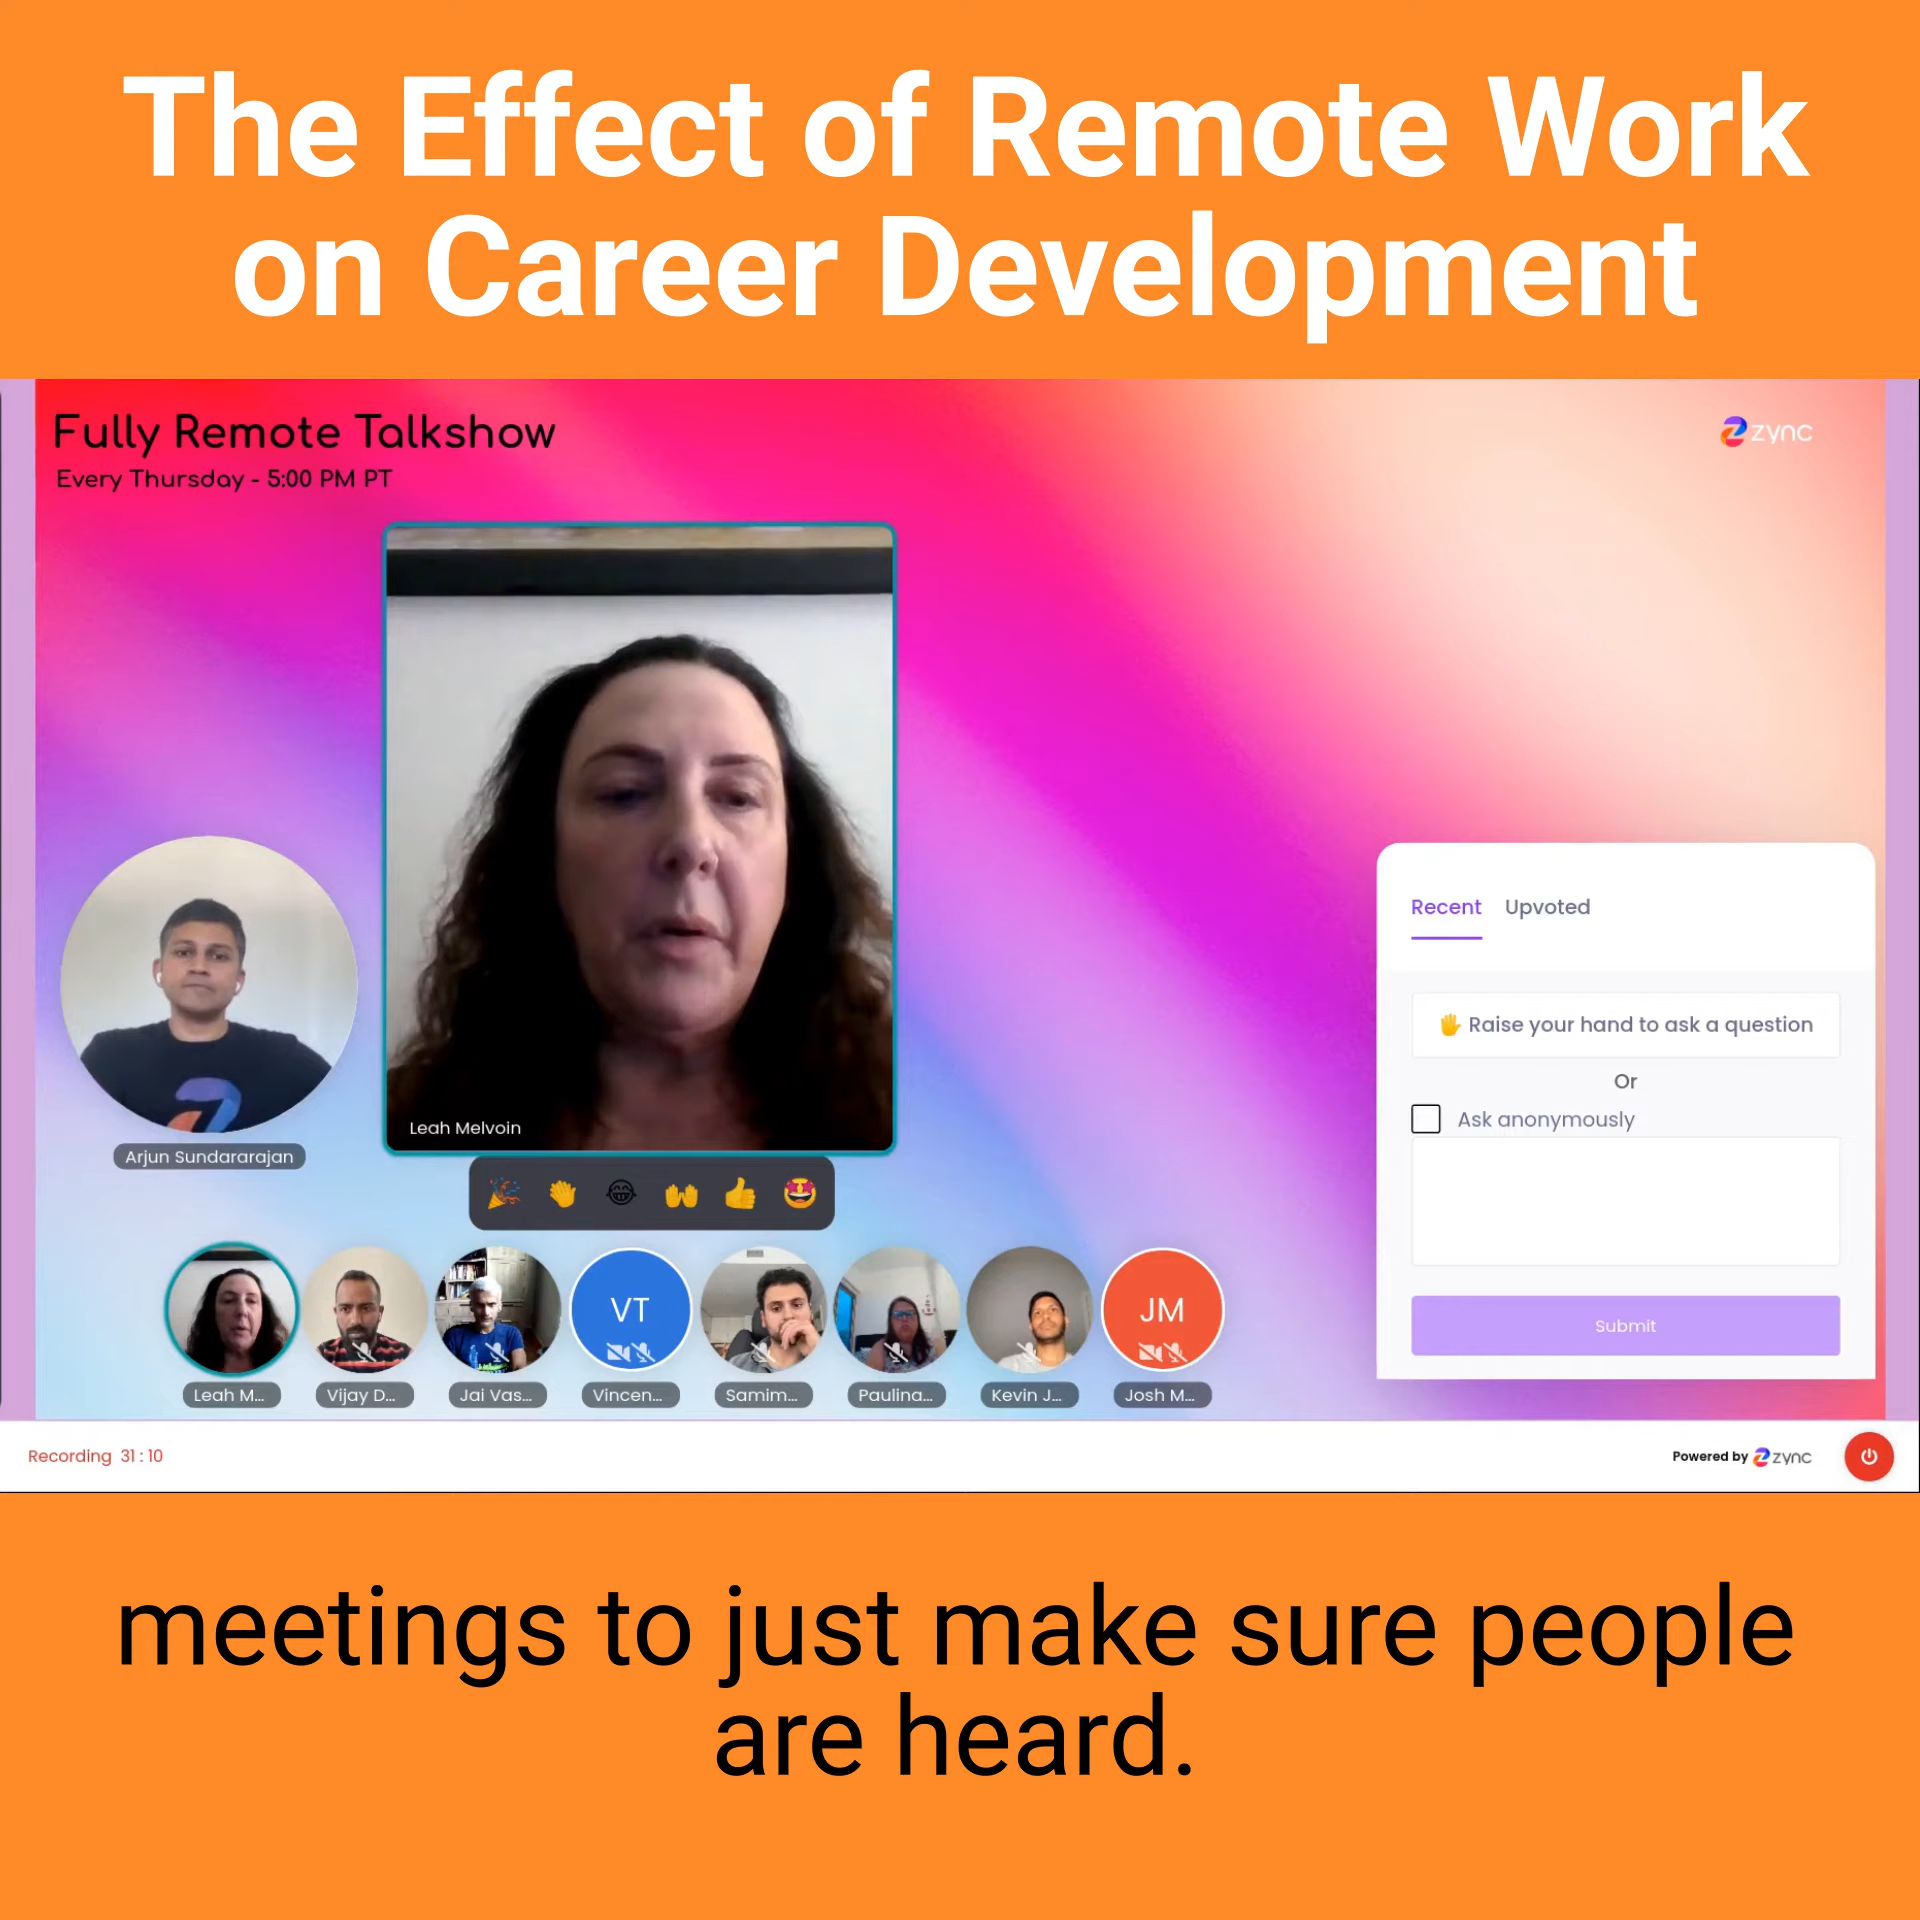 The Effect of Remote Work
on Career Development
Fully Remote Talkshow
Every Thursday - 5:00 PM PT
zync
Leah Melvoin
Arjun Sundararajan
Recent Upvoted
✋ Raise your hand to ask a question
Or
Ask anonymously
Submit
VT
JM
Leah M...
Vijay D...
Jai Vas...
Vincen...
Samim...
Paulina...
Kevin J...
Josh M...
Recording 31 : 10
Powered by zync
meetings to just make sure people
are heard.